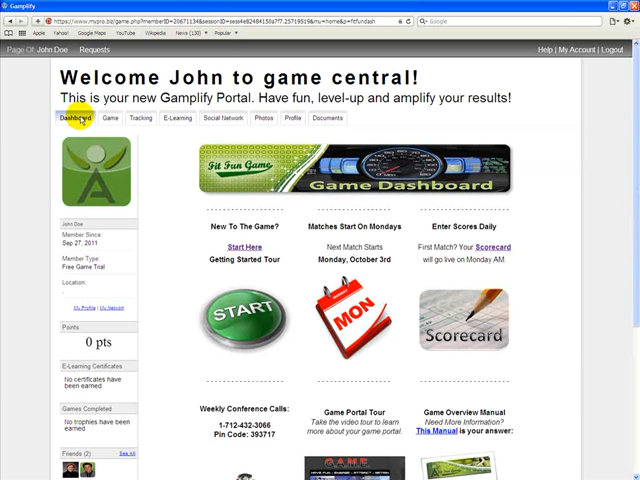 Gamplify
https://www.mypro.biz/game.php?memberID=20671134&sessionID=sess4e82484150a7f7.25719519&mu=home&p=fitfundash
Google
Apple Yahoo! Google Maps YouTube Wikipedia News (130) Popular
Page Of: John Doe Requests
Help | My Account | Logout
Welcome John to game central!
This is your new Gamplify Portal. Have fun, level-up and amplify your results!
Dashboard Game Tracking E-Learning Social Network Photos Profile Documents
Fit Fun Game
Game Dashboard
John Doe
Member Since:
Sep 27, 2011
Member Type:
Free Game Trial
Location:
,
My Profile | My Network
Points
0 pts
E-Learning Certificates
No certificates have
been earned
Games Completed
No trophies have been
earned
Friends (2) See All
New To The Game?
Start Here
Getting Started Tour
START
Matches Start On Mondays
Next Match Starts
Monday, October 3rd
MON
Enter Scores Daily
First Match? Your Scorecard
will go live on Monday AM.
Scorecard
Weekly Conference Calls:
1-712-432-3066
Pin Code: 393717
Game Portal Tour
Take the video tour to learn
more about your game portal.
GAME
Game Overview Manual
Need More Information?
This Manual is your answer: